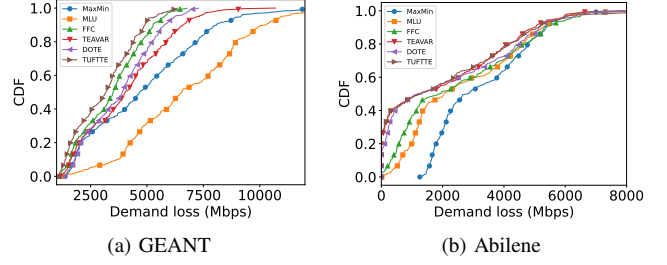 MaxMin
MLU
FFC
TEAVAR
DOTE
TUFTTE
CDF
1.0
0.8
0.6
0.4
0.2
0.0
2500 5000 7500 10000
Demand loss (Mbps)
(a) GEANT
MaxMin
MLU
FFC
TEAVAR
DOTE
TUFTTE
CDF
1.0
0.8
0.6
0.4
0.2
0.0
0 2000 4000 6000 8000
Demand loss (Mbps)
(b) Abilene